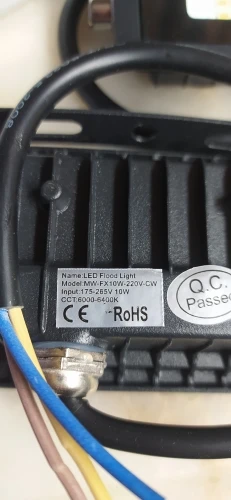 Name:LED Flood Light
Model:MW-FX10W-220V-CW
Input:175-265V 10W
CCT:6000-6400K
CE RoHS
Q.C.
Passed